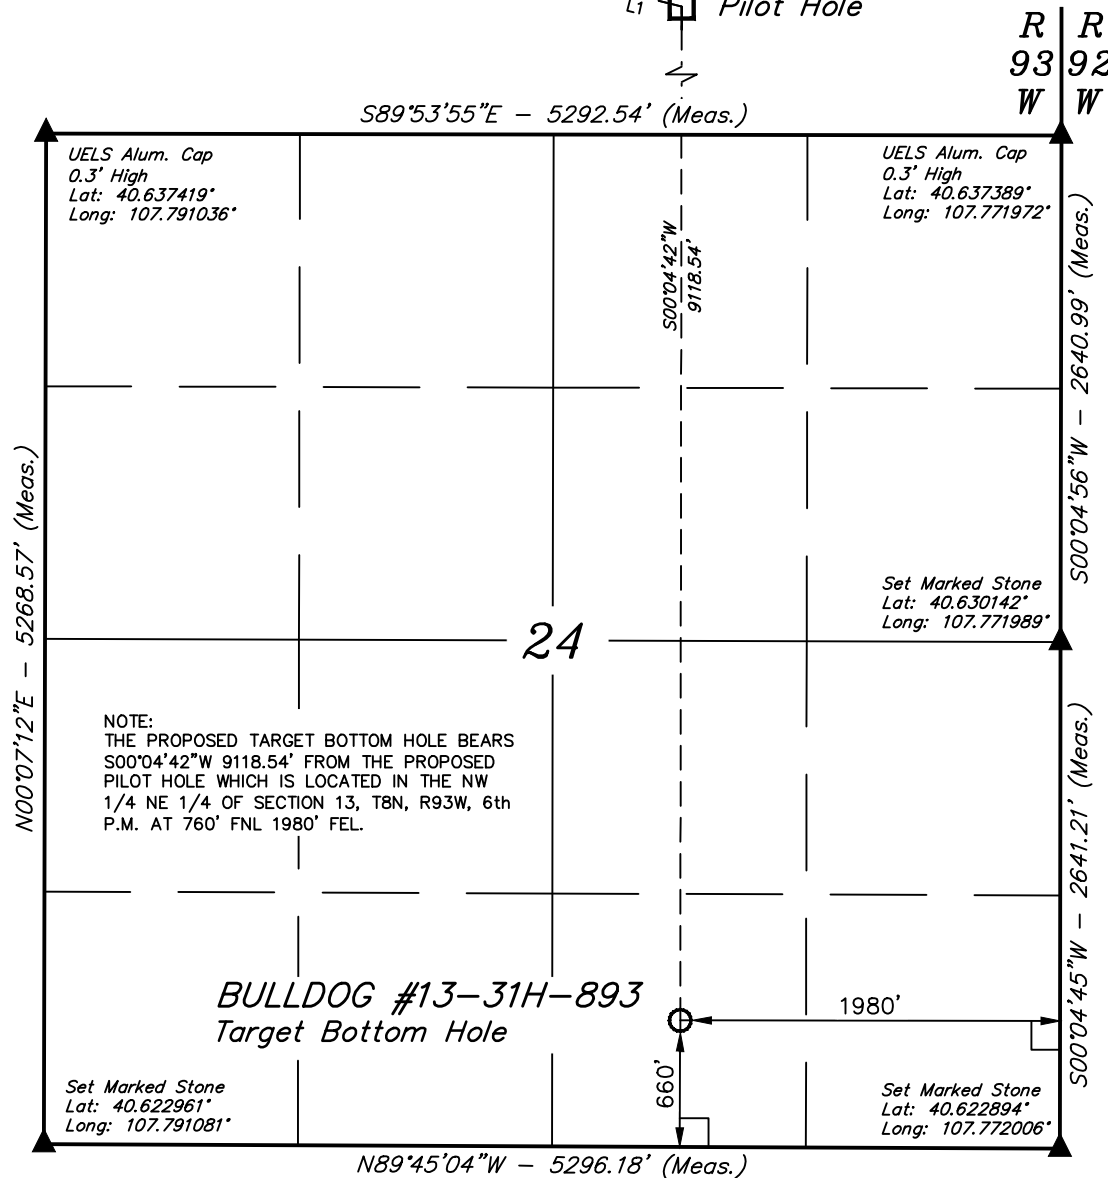 L1
Pilot Hole
R R
93 92
W W
S89°53'55"E - 5292.54' (Meas.)
UELS Alum. Cap
0.3' High
Lat: 40.637419°
Long: 107.791036°
UELS Alum. Cap
0.3' High
Lat: 40.637389°
Long: 107.771972°
S00°04'42"W
9118.54'
S00°04'56"W - 2640.99' (Meas.)
N00°07'12"E - 5268.57' (Meas.)
Set Marked Stone
Lat: 40.630142°
Long: 107.771989°
24
NOTE:
THE PROPOSED TARGET BOTTOM HOLE BEARS
S00°04'42"W 9118.54' FROM THE PROPOSED
PILOT HOLE WHICH IS LOCATED IN THE NW
1/4 NE 1/4 OF SECTION 13, T8N, R93W, 6th
P.M. AT 760' FNL 1980' FEL.
S00°04'45"W - 2641.21' (Meas.)
BULLDOG #13-31H-893
Target Bottom Hole
1980'
660'
Set Marked Stone
Lat: 40.622961°
Long: 107.791081°
Set Marked Stone
Lat: 40.622894°
Long: 107.772006°
N89°45'04"W - 5296.18' (Meas.)